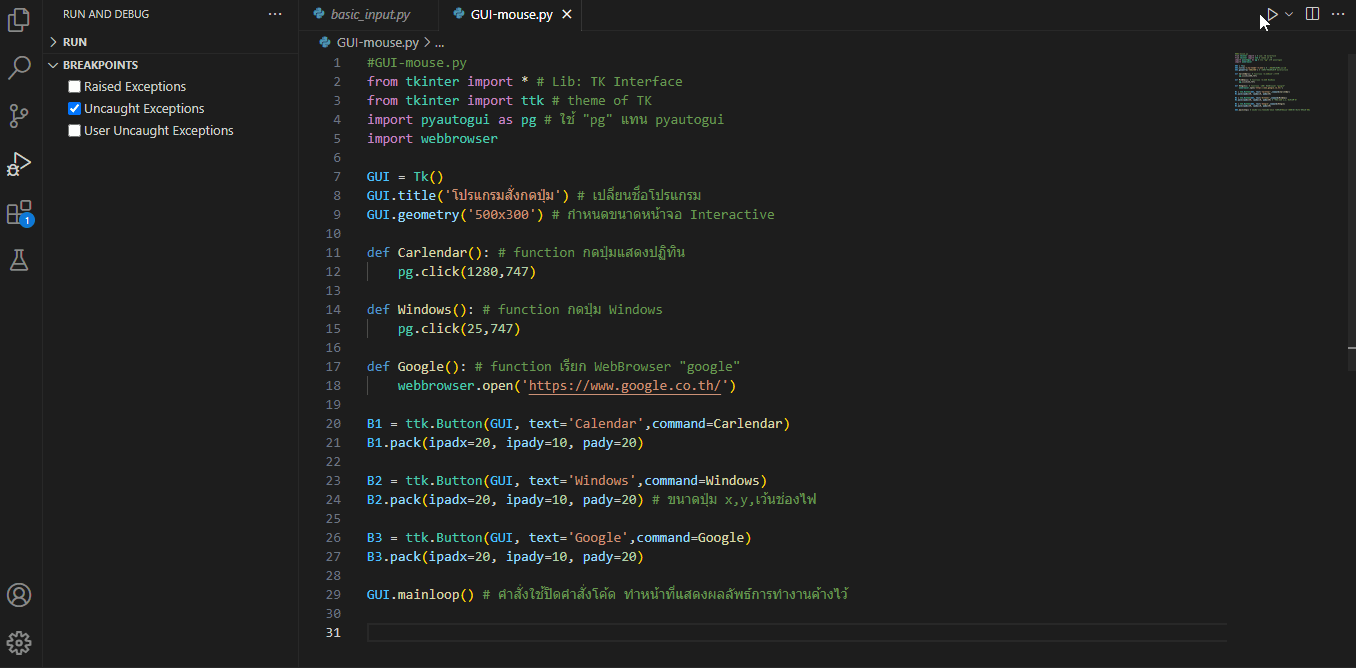 RUN AND DEBUG
RUN
BREAKPOINTS
Raised Exceptions
Uncaught Exceptions
User Uncaught Exceptions
1
basic_input.py
GUI-mouse.py
GUI-mouse.py > ...
1 #GUI-mouse.py
2 from tkinter import * # Lib: TK Interface
3 from tkinter import ttk # theme of TK
4 import pyautogui as pg # ใช้ "pg" แทน pyautogui
5 import webbrowser
6
7 GUI = Tk()
8 GUI.title('โปรแกรมสั่งกดปุ่ม') # เปลี่ยนชื่อโปรแกรม
9 GUI.geometry('500x300') # กำหนดขนาดหน้าจอ Interactive
10
11 def Carlendar(): # function กดปุ่มแสดงปฏิทิน
12 pg.click(1280,747)
13
14 def Windows(): # function กดปุ่ม Windows
15 pg.click(25,747)
16
17 def Google(): # function เรียก WebBrowser "google"
18 webbrowser.open('https://www.google.co.th/')
19
20 B1 = ttk.Button(GUI, text='Calendar',command=Carlendar)
21 B1.pack(ipadx=20, ipady=10, pady=20)
22
23 B2 = ttk.Button(GUI, text='Windows',command=Windows)
24 B2.pack(ipadx=20, ipady=10, pady=20) # ขนาดปุ่ม x,y,เว้นช่องไฟ
25
26 B3 = ttk.Button(GUI, text='Google',command=Google)
27 B3.pack(ipadx=20, ipady=10, pady=20)
28
29 GUI.mainloop() # คำสั่งใช้ปิดคำสั่งโค้ด ทำหน้าที่แสดงผลลัพธ์การทำงานค้างไว้
30
31